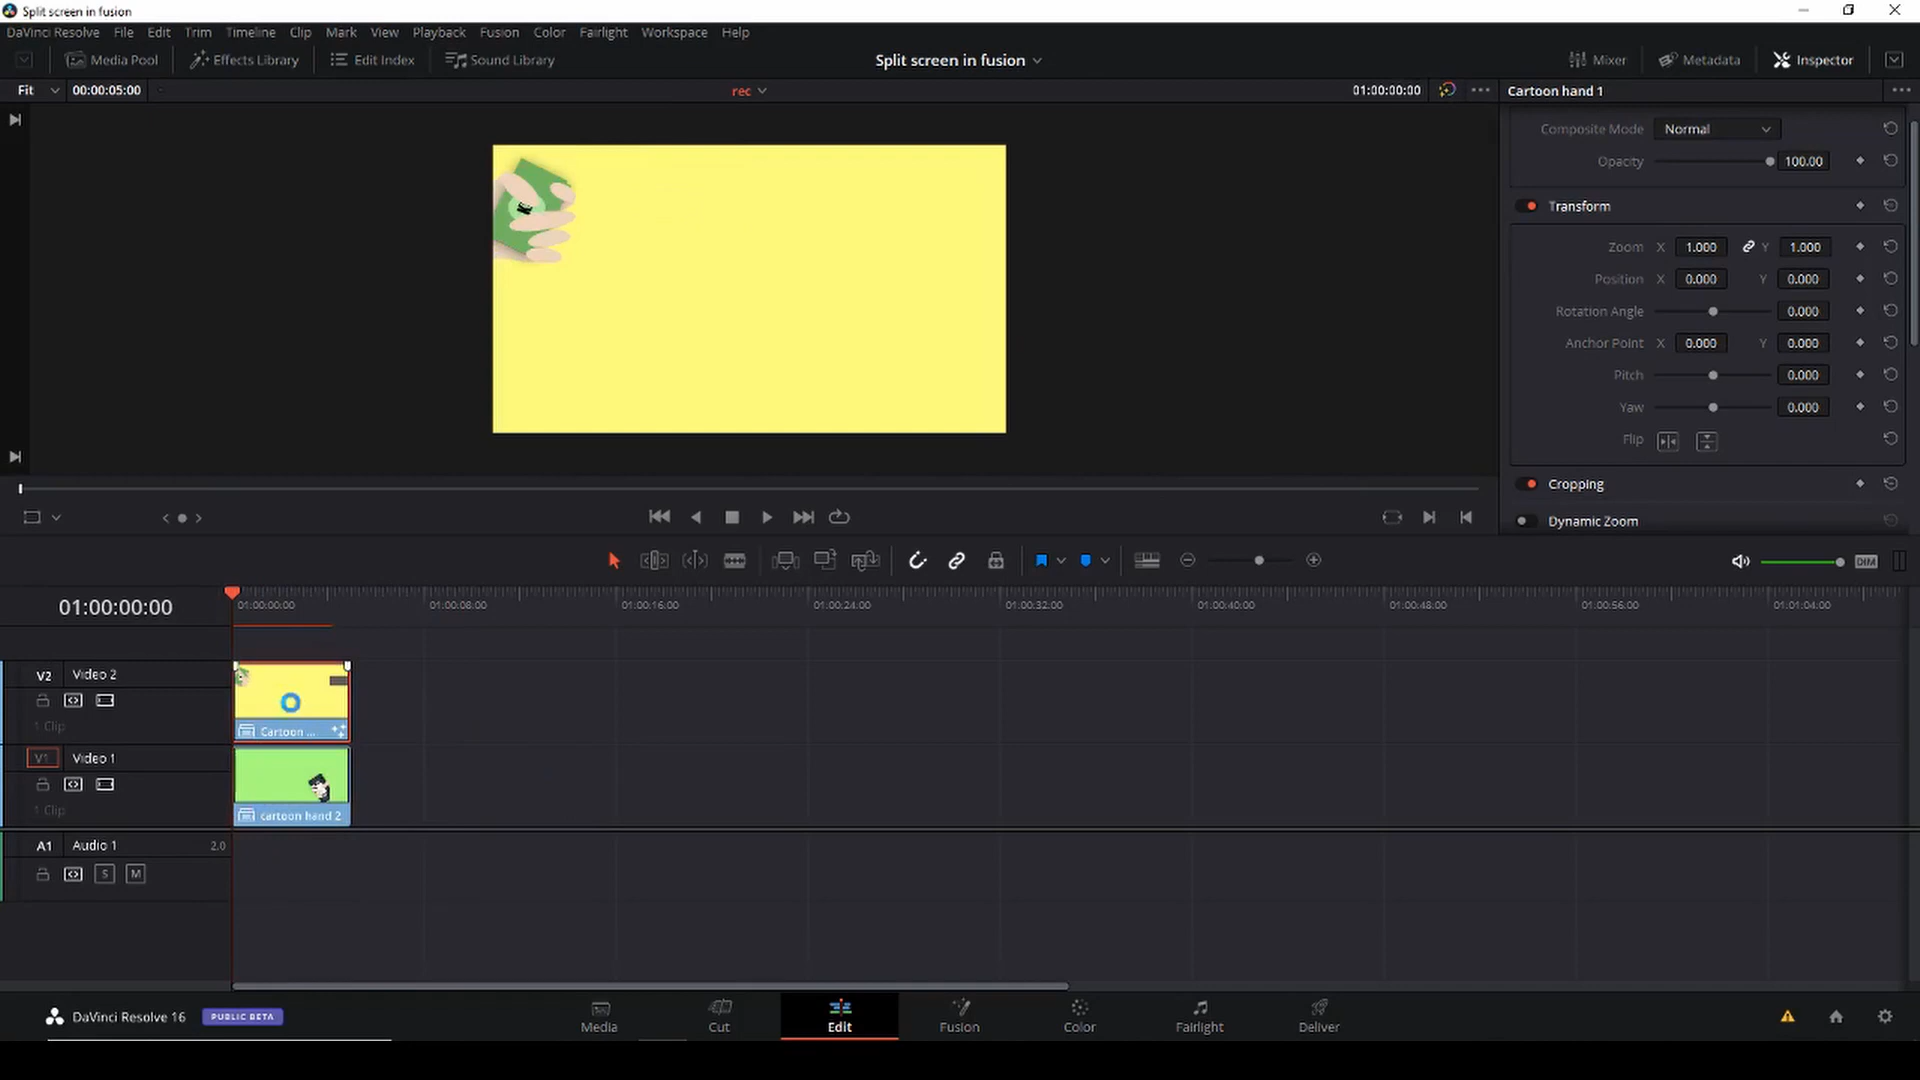 Split screen in fusion
DaVinci Resolve File Edit Trim Timeline Clip Mark View Playback Fusion Color Fairlight Workspace Help
Media Pool Effects Library Edit Index Sound Library Split screen in fusion Mixer Metadata Inspector
Fit 00:00:05:00 rec 01:00:00:00 Cartoon hand 1
Composite Mode Normal
Opacity 100.00
Transform
Zoom X 1.000 Y 1.000
Position X 0.000 Y 0.000
Rotation Angle 0.000
Anchor Point X 0.000 Y 0.000
Pitch 0.000
Yaw 0.000
Flip
Cropping
Dynamic Zoom
DIM
01:00:00:00 01:00:00:00 01:00:08:00 01:00:16:00 01:00:24:00 01:00:32:00 01:00:40:00 01:00:48:00 01:00:56:00 01:01:04:00
V2 Video 2
1 Clip
Cartoon ...
V1 Video 1
1 Clip
cartoon hand 2
A1 Audio 1 2.0
S M
DaVinci Resolve 16 PUBLIC BETA
Media Cut Edit Fusion Color Fairlight Deliver